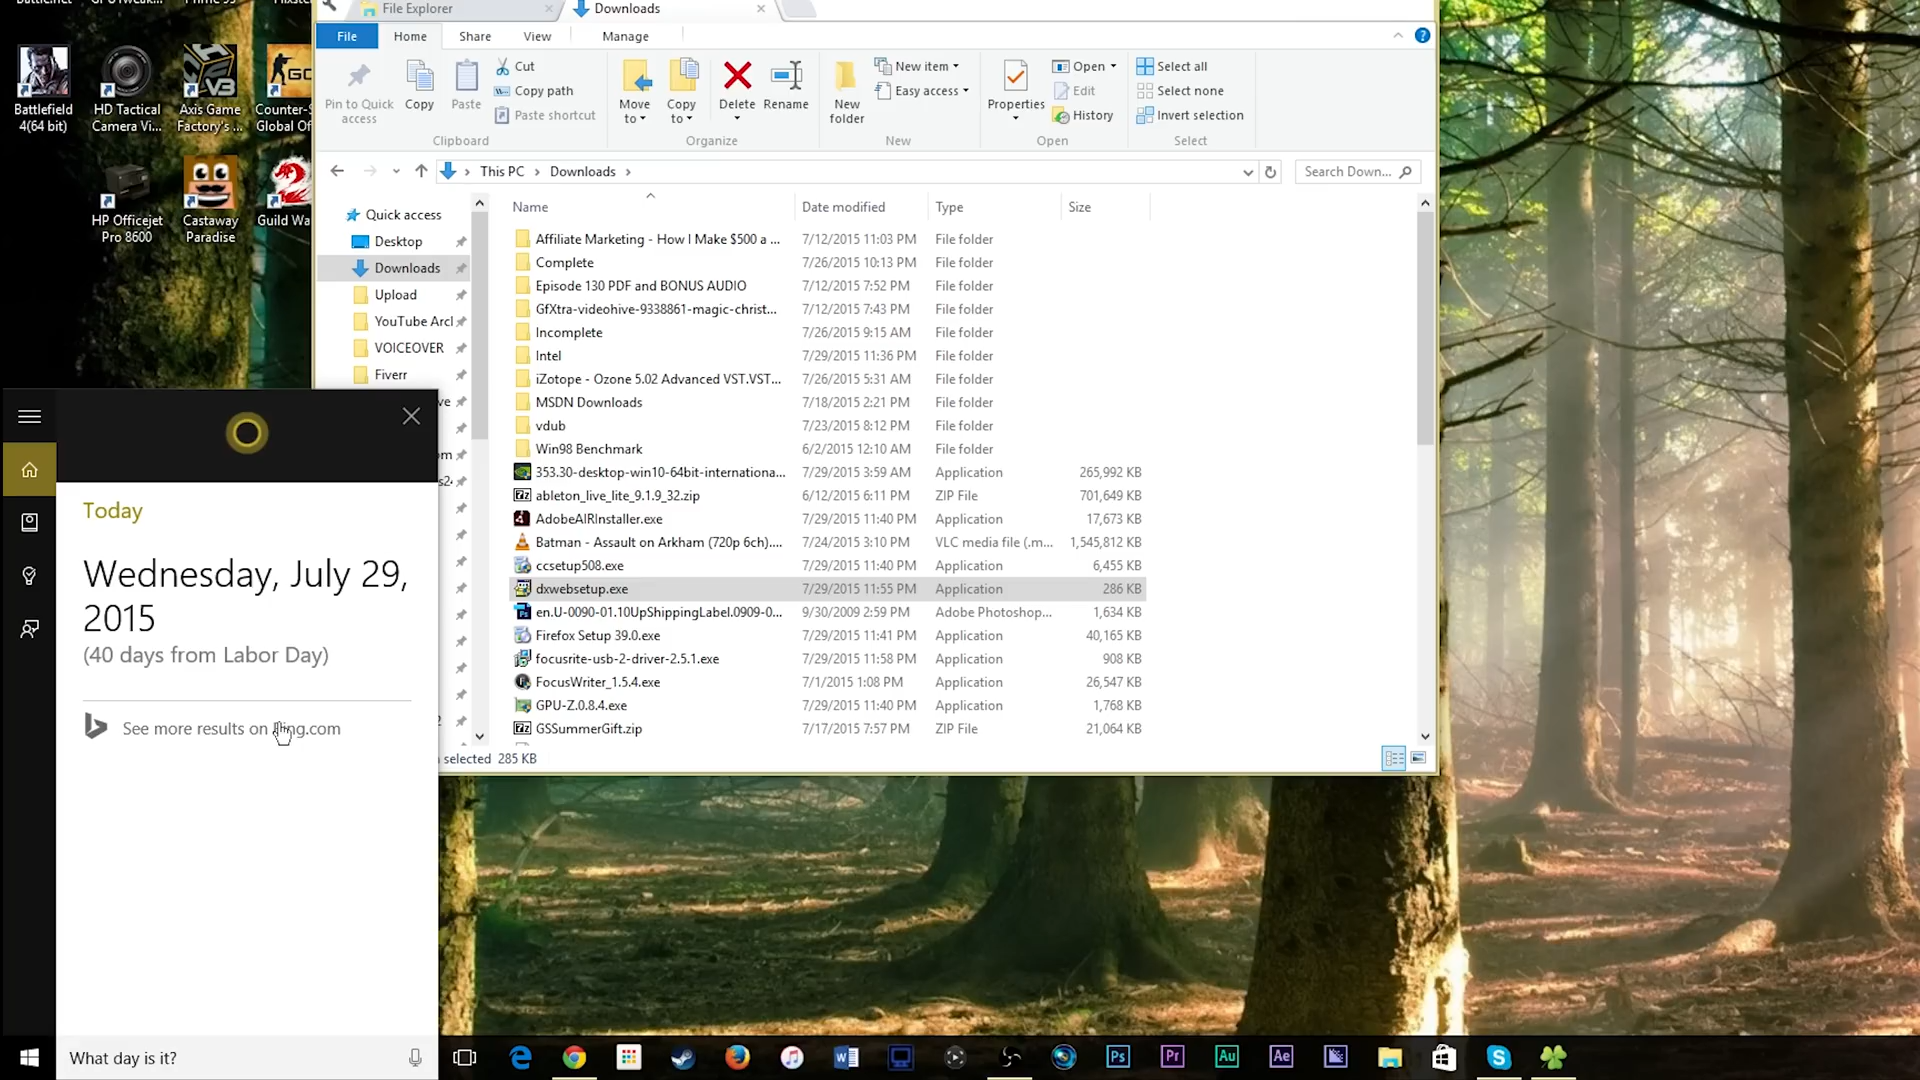 Battle.net
Battlefield
4(64 bit)
HD Tactical
Camera Vi...
Axis Game
Factory's ...
Counter-S
Global Of
HP Officejet
Pro 8600
Castaway
Paradise
Guild Wa
File Explorer
Downloads
File
Home
Share
View
Manage
Pin to Quick
access
Copy
Paste
Cut
Copy path
Paste shortcut
Clipboard
Move
to
Copy
to
Delete
Rename
Organize
New
folder
New item
Easy access
New
Properties
Open
Edit
History
Open
Select all
Select none
Invert selection
Select
This PC > Downloads >
Search Down...
Quick access
Desktop
Downloads
Upload
YouTube Arcl
VOICEOVER
Fiverr
Name Date modified Type Size
Affiliate Marketing - How I Make $500 a ... 7/12/2015 11:03 PM File folder
Complete 7/26/2015 10:13 PM File folder
Episode 130 PDF and BONUS AUDIO 7/12/2015 7:52 PM File folder
GfXtra-videohive-9338861-magic-christ... 7/12/2015 7:43 PM File folder
Incomplete 7/26/2015 9:15 AM File folder
Intel 7/29/2015 11:36 PM File folder
iZotope - Ozone 5.02 Advanced VST.VST... 7/26/2015 5:31 AM File folder
MSDN Downloads 7/18/2015 2:21 PM File folder
vdub 7/23/2015 8:12 PM File folder
Win98 Benchmark 6/2/2015 12:10 AM File folder
353.30-desktop-win10-64bit-internationa... 7/29/2015 3:59 AM Application 265,992 KB
ableton_live_lite_9.1.9_32.zip 6/12/2015 6:11 PM ZIP File 701,649 KB
AdobeAIRInstaller.exe 7/29/2015 11:40 PM Application 17,673 KB
Batman - Assault on Arkham (720p 6ch).... 7/24/2015 3:10 PM VLC media file (.m... 1,545,812 KB
ccsetup508.exe 7/29/2015 11:40 PM Application 6,455 KB
dxwebsetup.exe 7/29/2015 11:55 PM Application 286 KB
en.U-0090-01.10UpShippingLabel.0909-0... 9/30/2009 2:59 PM Adobe Photoshop... 1,634 KB
Firefox Setup 39.0.exe 7/29/2015 11:41 PM Application 40,165 KB
focusrite-usb-2-driver-2.5.1.exe 7/29/2015 11:58 PM Application 908 KB
FocusWriter_1.5.4.exe 7/1/2015 1:08 PM Application 26,547 KB
GPU-Z.0.8.4.exe 7/29/2015 11:40 PM Application 1,768 KB
GSSummerGift.zip 7/17/2015 7:57 PM ZIP File 21,064 KB
selected 285 KB
Today
Wednesday, July 29,
2015
(40 days from Labor Day)
See more results on Bing.com
What day is it?
Ps
Pr
Au
Ae